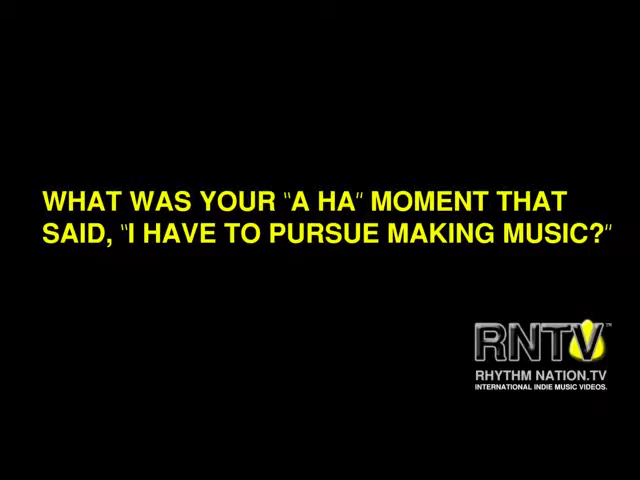 WHAT WAS YOUR “A HA” MOMENT THAT
SAID, “I HAVE TO PURSUE MAKING MUSIC?”
RNTV™
RHYTHM NATION.TV
INTERNATIONAL INDIE MUSIC VIDEOS.